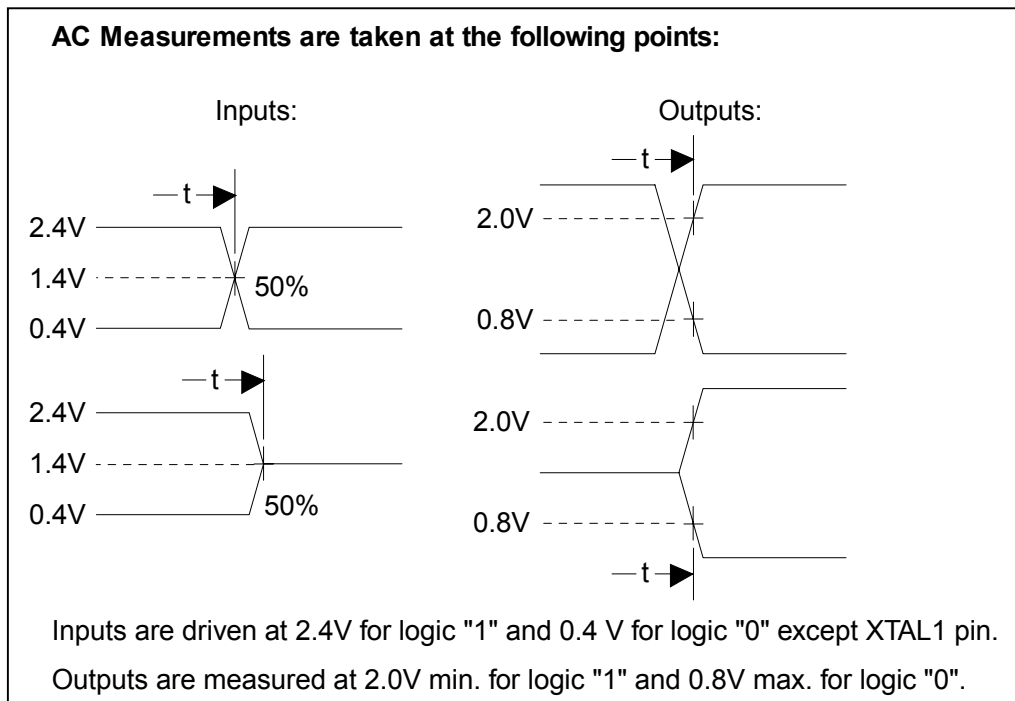 AC Measurements are taken at the following points:
Inputs:
t
2.4V
1.4V
50%
0.4V
t
2.4V
1.4V
50%
0.4V
Outputs:
t
2.0V
0.8V
2.0V
0.8V
t
Inputs are driven at 2.4V for logic "1" and 0.4 V for logic "0" except XTAL1 pin.
Outputs are measured at 2.0V min. for logic "1" and 0.8V max. for logic "0".